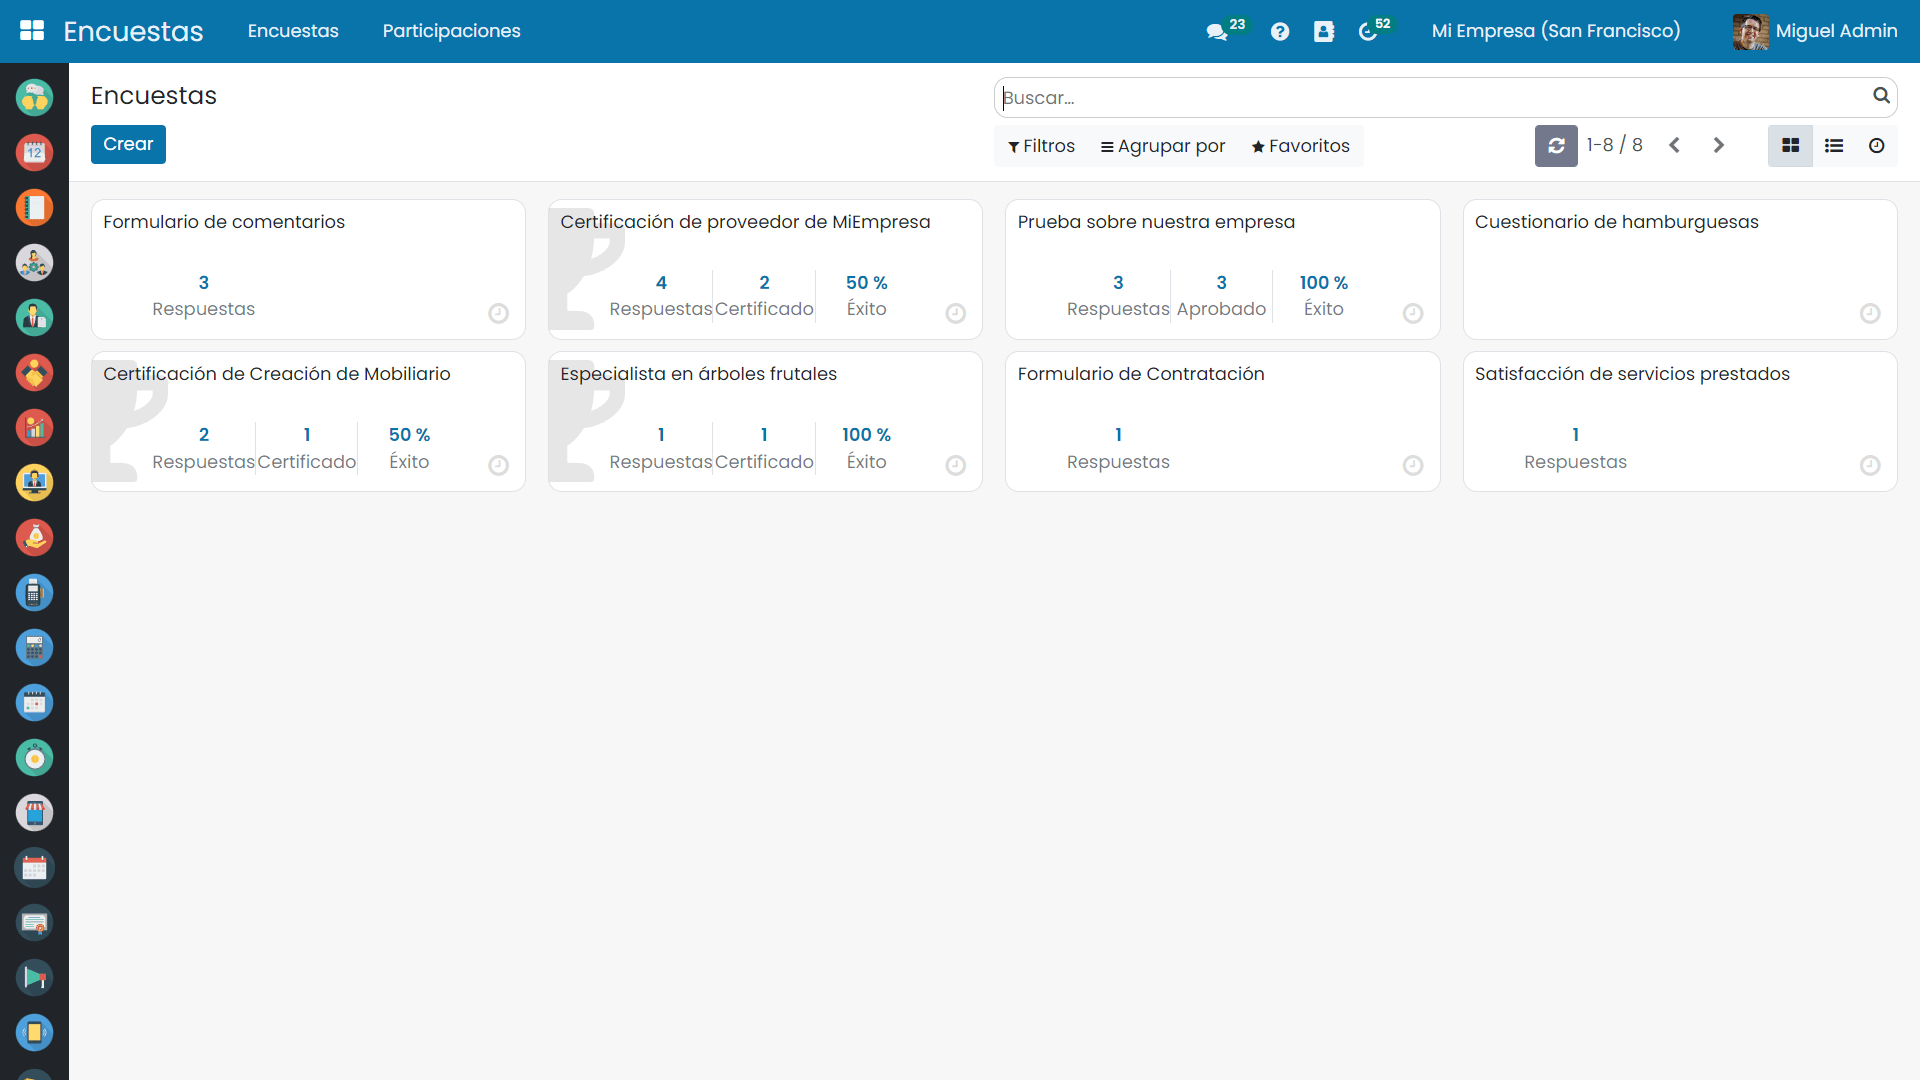 Encuestas
Encuestas
Participaciones
23
52
Mi Empresa (San Francisco)
Miguel Admin
Encuestas
Buscar...
Crear
Filtros
Agrupar por
Favoritos
1-8 / 8
Formulario de comentarios
3
Respuestas
Certificación de proveedor de MiEmpresa
4
Respuestas
2
Certificado
50 %
Éxito
Prueba sobre nuestra empresa
3
Respuestas
3
Aprobado
100 %
Éxito
Cuestionario de hamburguesas
Certificación de Creación de Mobiliario
2
Respuestas
1
Certificado
50 %
Éxito
Especialista en árboles frutales
1
Respuestas
1
Certificado
100 %
Éxito
Formulario de Contratación
1
Respuestas
Satisfacción de servicios prestados
1
Respuestas
12